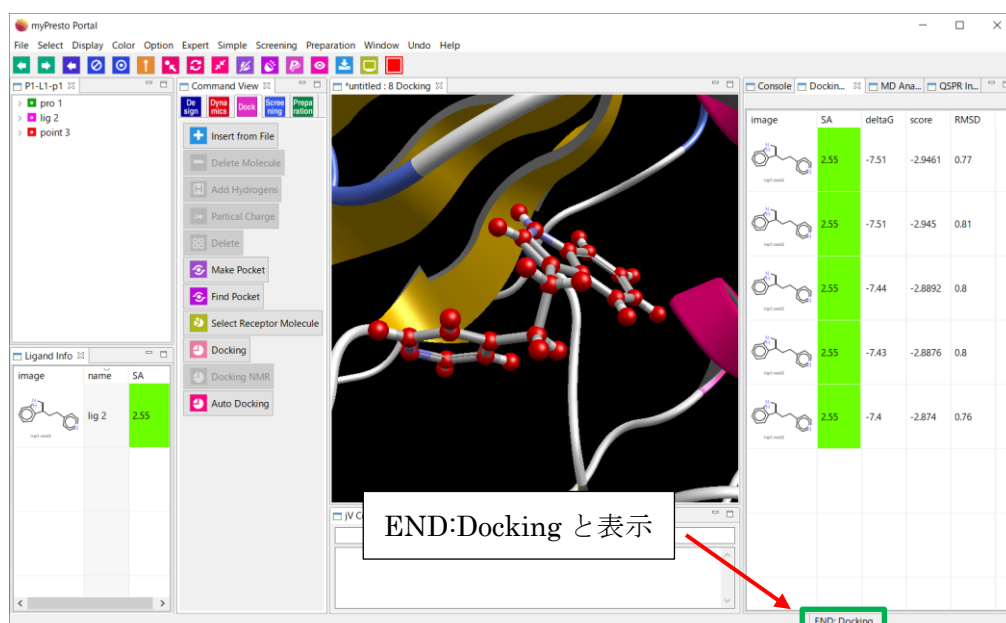 myPresto Portal
File Select Display Color Option Expert Simple Screening Preparation Window Undo Help
P1-L1-p1
pro 1
lig 2
point 3
Ligand Info
image name SA
lig 2 2.55
Command View
De sign Dyna mics Dock Scree ning Prepa ration
Insert from File
Delete Molecule
Add Hydrogens
Partical Charge
Delete
Make Pocket
Find Pocket
Select Receptor Molecule
Docking
Docking NMR
Auto Docking
*untitled : 8 Docking
END:Docking と表示
jV C
Console Dockin... MD Ana... QSPR In...
image SA deltaG score RMSD
2.55 -7.51 -2.9461 0.77
2.55 -7.51 -2.945 0.81
2.55 -7.44 -2.8892 0.8
2.55 -7.43 -2.8876 0.8
2.55 -7.4 -2.874 0.76
END: Docking